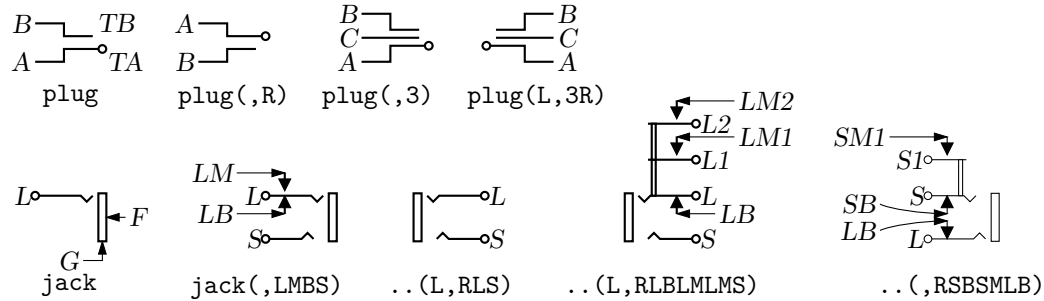 B TB A B B
C C
A TA B A A
plug plug(,R) plug(,3) plug(L,3R)
LM2
L2
LM1 SM1
LM L1 S1
L L L L S
F LB LB SB
S S S LB
G L
jack jack(,LMBS) ..(L,RLS) ..(L,RLBLMLMS) ..(,RSBSMLB)